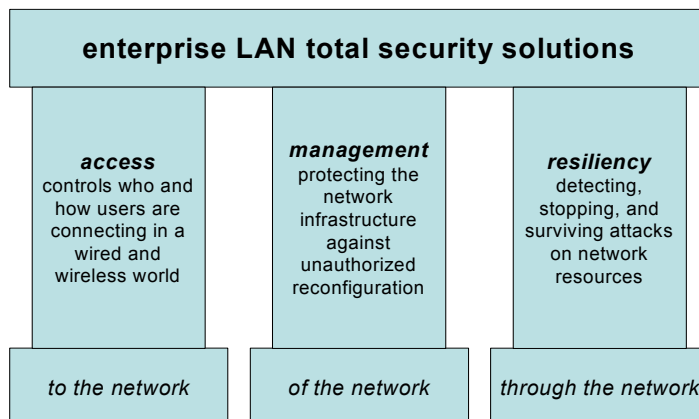 enterprise LAN total security solutions
access
controls who and
how users are
connecting in a
wired and
wireless world
management
protecting the
network
infrastructure
against
unauthorized
reconfiguration
resiliency
detecting,
stopping, and
surviving attacks
on network
resources
to the network
of the network
through the network